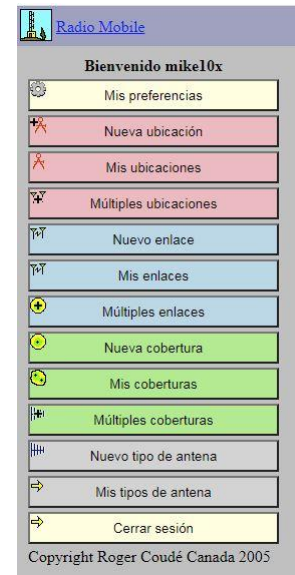 Radio Mobile
Bienvenido mike10x
Mis preferencias
Nueva ubicación
Mis ubicaciones
Múltiples ubicaciones
Nuevo enlace
Mis enlaces
Múltiples enlaces
Nueva cobertura
Mis coberturas
Múltiples coberturas
Nuevo tipo de antena
Mis tipos de antena
Cerrar sesión
Copyright Roger Coudé Canada 2005